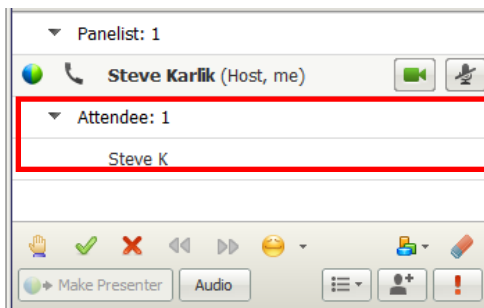 Panelist: 1
Steve Karlik (Host, me)
Attendee: 1
Steve K
Make Presenter Audio